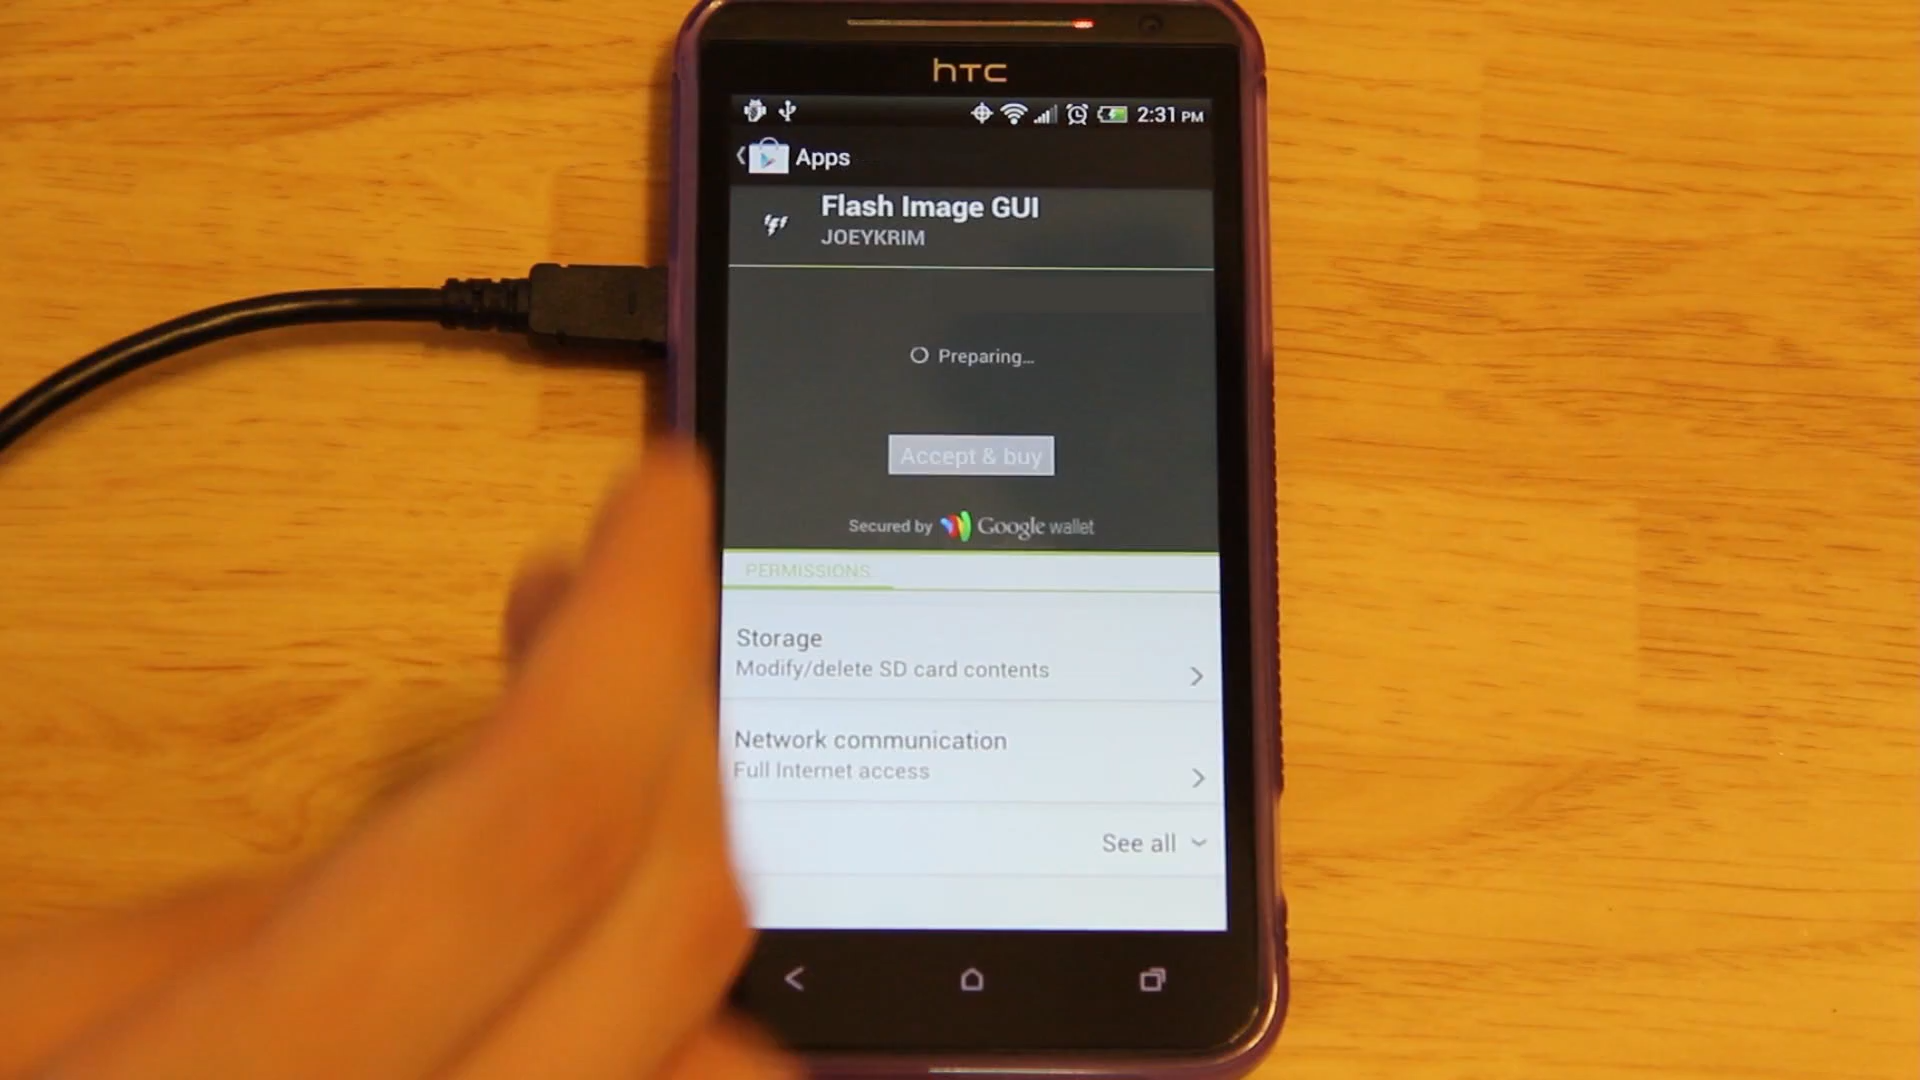 hTC
2:31 PM
Apps
Flash Image GUI
JOEYKRIM
Preparing...
Accept & buy
Secured by Google wallet
PERMISSIONS
Storage
Modify/delete SD card contents
Network communication
Full Internet access
See all